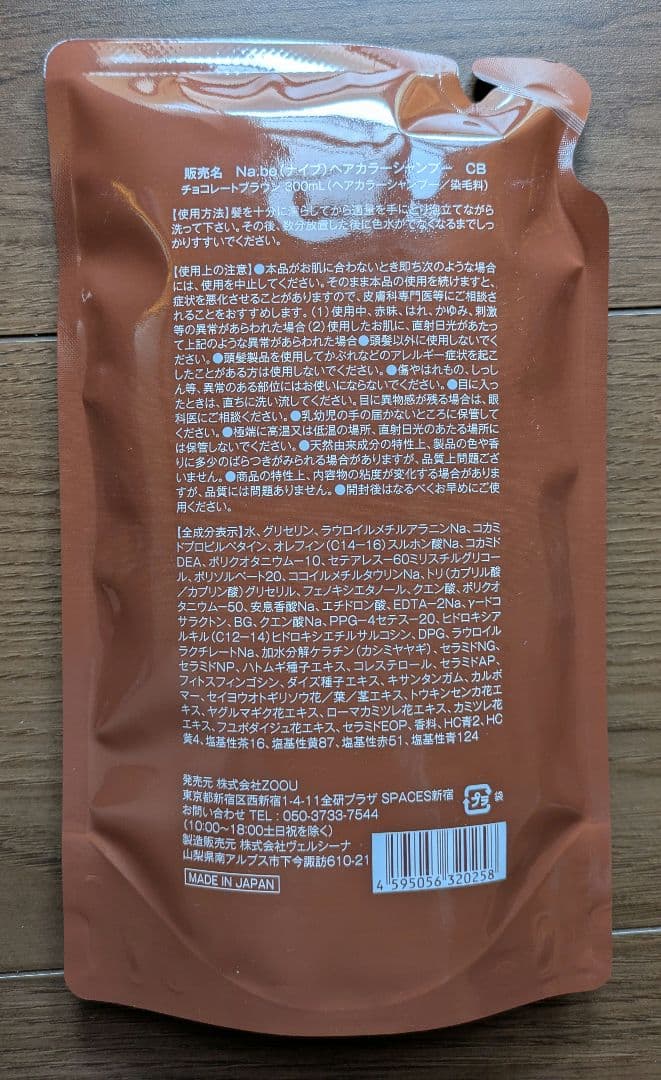 販売名 Na.be(ナイブ)ヘアカラーシャンプー CB
チョコレートブラウン 300mL(ヘアカラーシャンプー/染毛料)
【使用方法】髪を十分に濡らしてから適量を手にとり泡立てながら
洗って下さい。その後、数分放置した後に色水がでなくなるまでしっ
かりすすいでください。
【使用上の注意】●本品がお肌に合わないとき即ち次のような場合
には、使用を中止してください。そのまま本品の使用を続けますと、
症状を悪化させることがありますので、皮膚科専門医等にご相談さ
れることをおすすめします。(1)使用中、赤味、はれ、かゆみ、刺激
等の異常があらわれた場合(2)使用したお肌に、直射日光があたっ
て上記のような異常があらわれた場合●頭髪以外に使用しないでく
ださい。●頭髪製品を使用してかぶれなどのアレルギー症状を起こ
したことがある方は使用しないでください。●傷やはれもの、しっし
ん等、異常のある部位にはお使いにならないでください。●目に入っ
たときは、直ちに洗い流してください。目に異物感が残る場合は、眼
科医にご相談ください。●乳幼児の手の届かないところに保管して
ください。●極端に高温又は低温の場所、直射日光のあたる場所に
は保管しないでください。●天然由来成分の特性上、製品の色や香
りに多少のばらつきがみられる場合がありますが、品質上問題ござ
いません。●商品の特性上、内容物の粘度が変化する場合がありま
すが、品質には問題ありません。●開封後はなるべくお早めにご使
用ください。
【全成分表示】水、グリセリン、ラウロイルメチルアラニンNa、コカミ
ドプロピルベタイン、オレフィン(C14-16)スルホン酸Na、コカミド
DEA、ポリクオタニウム-10、セテアレス-60ミリスチルグリコー
ル、ポリソルベート20、ココイルメチルタウリンNa、トリ(カプリル酸
/カプリン酸)グリセリル、フェノキシエタノール、クエン酸、ポリクオ
タニウム-50、安息香酸Na、エチドロン酸、EDTA-2Na、γ-ドコ
サラクトン、BG、クエン酸Na、PPG-4セテス-20、ヒドロキシア
ルキル(C12-14)ヒドロキシエチルサルコシン、DPG、ラウロイル
ラクチレートNa、加水分解ケラチン(カシミヤヤギ)、セラミドNG、
セラミドNP、ハトムギ種子エキス、コレステロール、セラミドAP、
フィトスフィンゴシン、ダイズ種子エキス、キサンタンガム、カルボ
マー、セイヨウオトギリソウ花/葉/茎エキス、トウキンセンカ花エ
キス、ヤグルマギク花エキス、ローマカミツレ花エキス、カミツレ花
エキス、フユボダイジュ花エキス、セラミドEOP、香料、HC青2、HC
黄4、塩基性茶16、塩基性黄87、塩基性赤51、塩基性青124
発売元 株式会社ZOOU
東京都新宿区西新宿1-4-11全研プラザ SPACES新宿
お問い合わせ TEL : 050-3733-7544
(10:00〜18:00土日祝を除く)
製造販売元 株式会社ヴェルシーナ
山梨県南アルプス市下今諏訪610-21
プラ 袋
MADE IN JAPAN
4 595056 320258